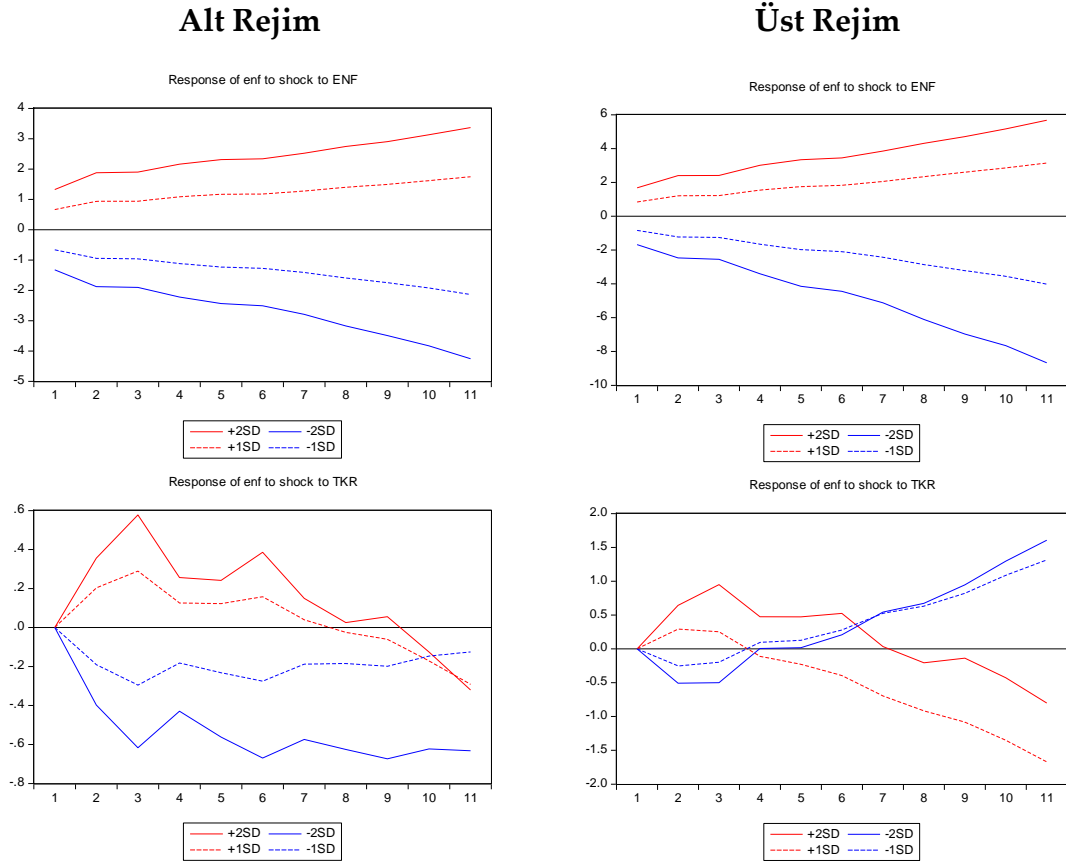 Alt Rejim
Üst Rejim
Response of enf to shock to ENF
4
3
2
1
0
-1
-2
-3
-4
-5
1 2 3 4 5 6 7 8 9 10 11
+2SD -2SD
+1SD -1SD
Response of enf to shock to ENF
6
4
2
0
-2
-4
-6
-8
-10
1 2 3 4 5 6 7 8 9 10 11
+2SD -2SD
+1SD -1SD
Response of enf to shock to TKR
.6
.4
.2
.0
-.2
-.4
-.6
-.8
1 2 3 4 5 6 7 8 9 10 11
+2SD -2SD
+1SD -1SD
Response of enf to shock to TKR
2.0
1.5
1.0
0.5
0.0
-0.5
-1.0
-1.5
-2.0
1 2 3 4 5 6 7 8 9 10 11
+2SD -2SD
+1SD -1SD